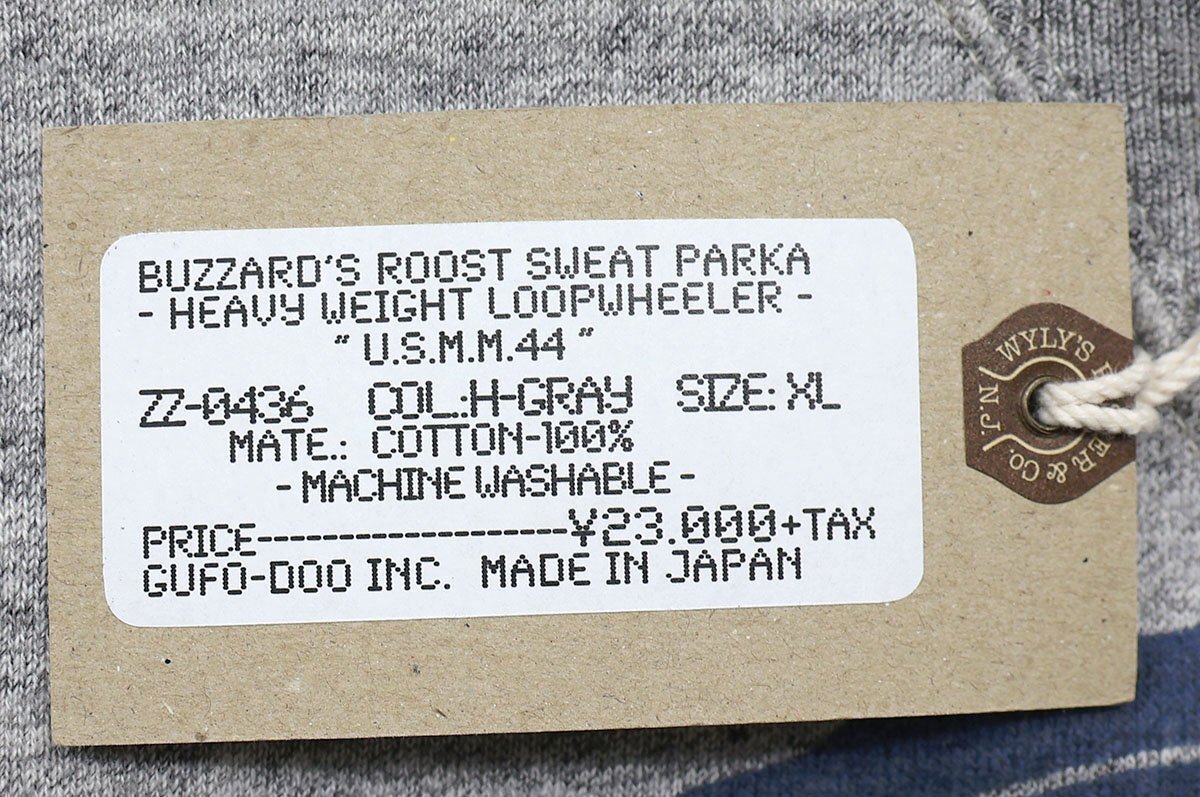 BUZZARD'S ROOST SWEAT PARKA
- HEAVY WEIGHT LOOPWHEELER -
" U.S.M.M.44 "
ZZ-0436 COL.:H-GRAY SIZE: XL
MATE.: COTTON-100%
- MACHINE WASHABLE -
PRICE------------------¥23.000+TAX
GUFO-DOO INC. MADE IN JAPAN
WYLY'S
& CO.
N.J.